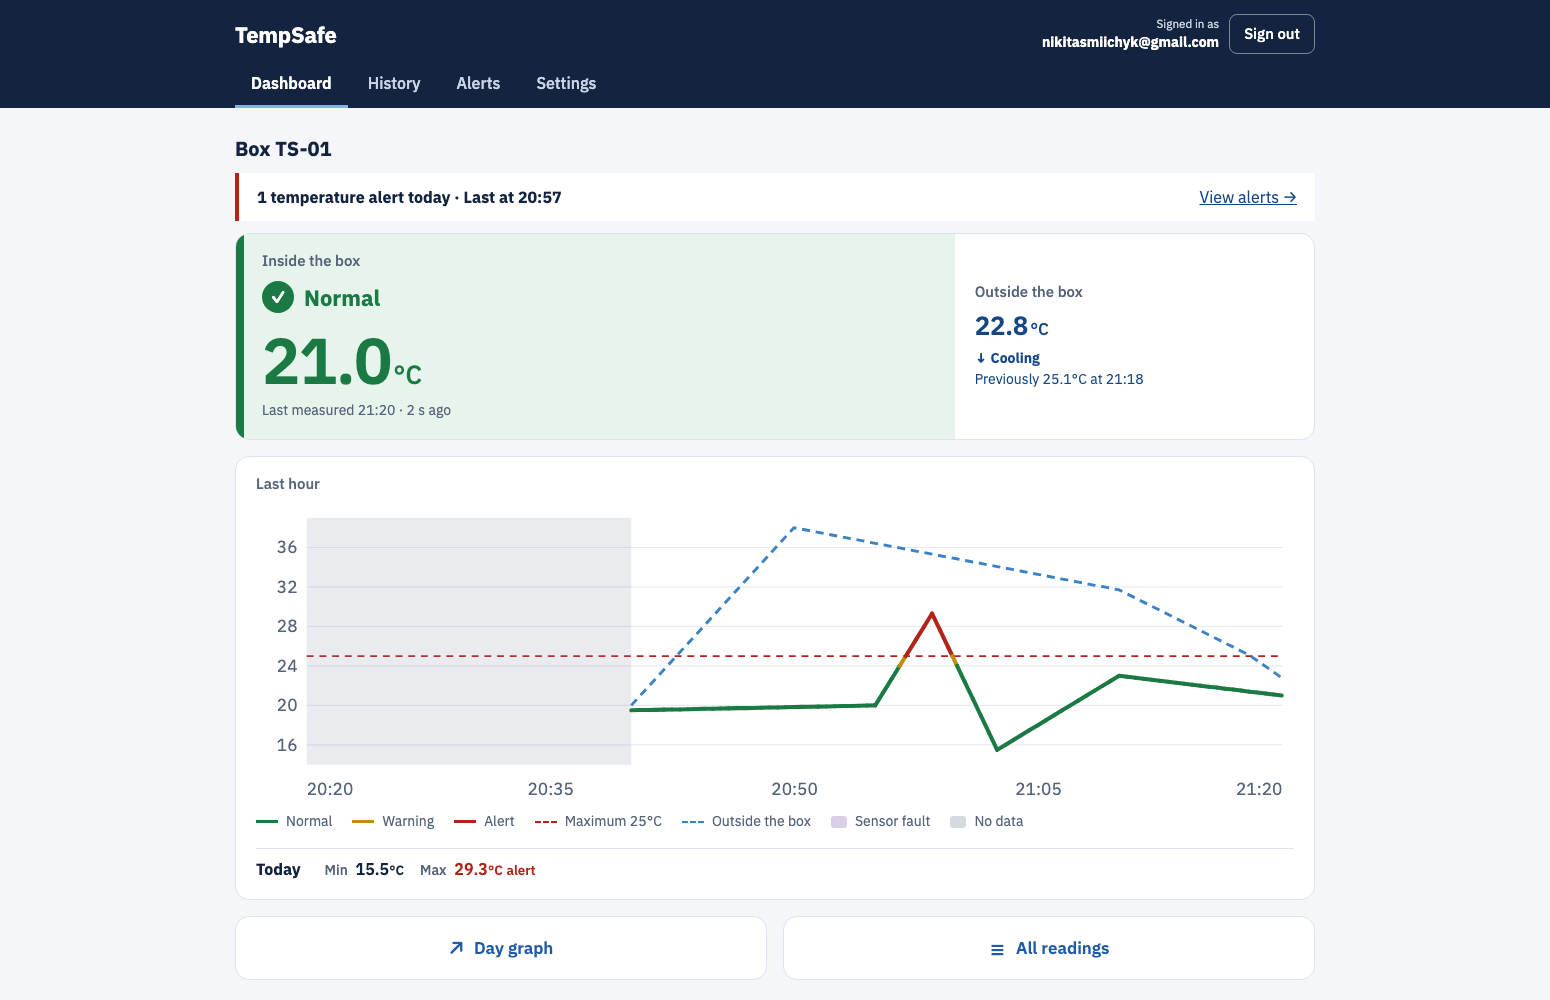 TempSafe
Signed in as
nikitasmiichyk@gmail.com
Sign out
Dashboard History Alerts Settings
Box TS-01
1 temperature alert today · Last at 20:57
View alerts →
Inside the box
Normal
21.0°C
Last measured 21:20 · 2 s ago
Outside the box
22.8°C
↓ Cooling
Previously 25.1°C at 21:18
Last hour
36
32
28
24
20
16
20:20 20:35 20:50 21:05 21:20
Normal Warning Alert Maximum 25°C Outside the box Sensor fault No data
Today Min 15.5°C Max 29.3°C alert
Day graph
All readings